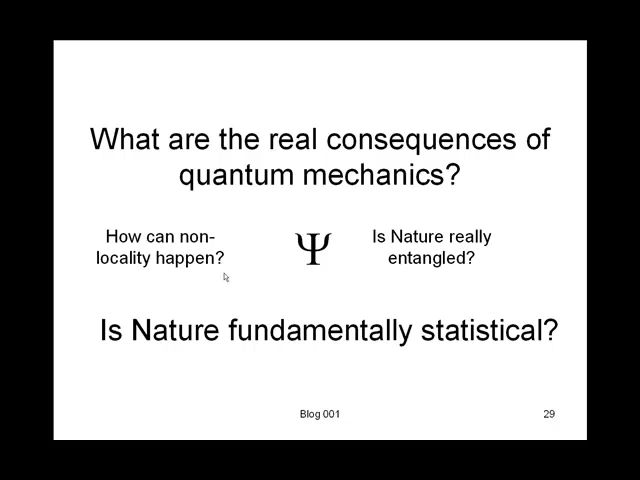 What are the real consequences of
quantum mechanics?
How can non-
locality happen?
Ψ
Is Nature really
entangled?
Is Nature fundamentally statistical?
Blog 001
29